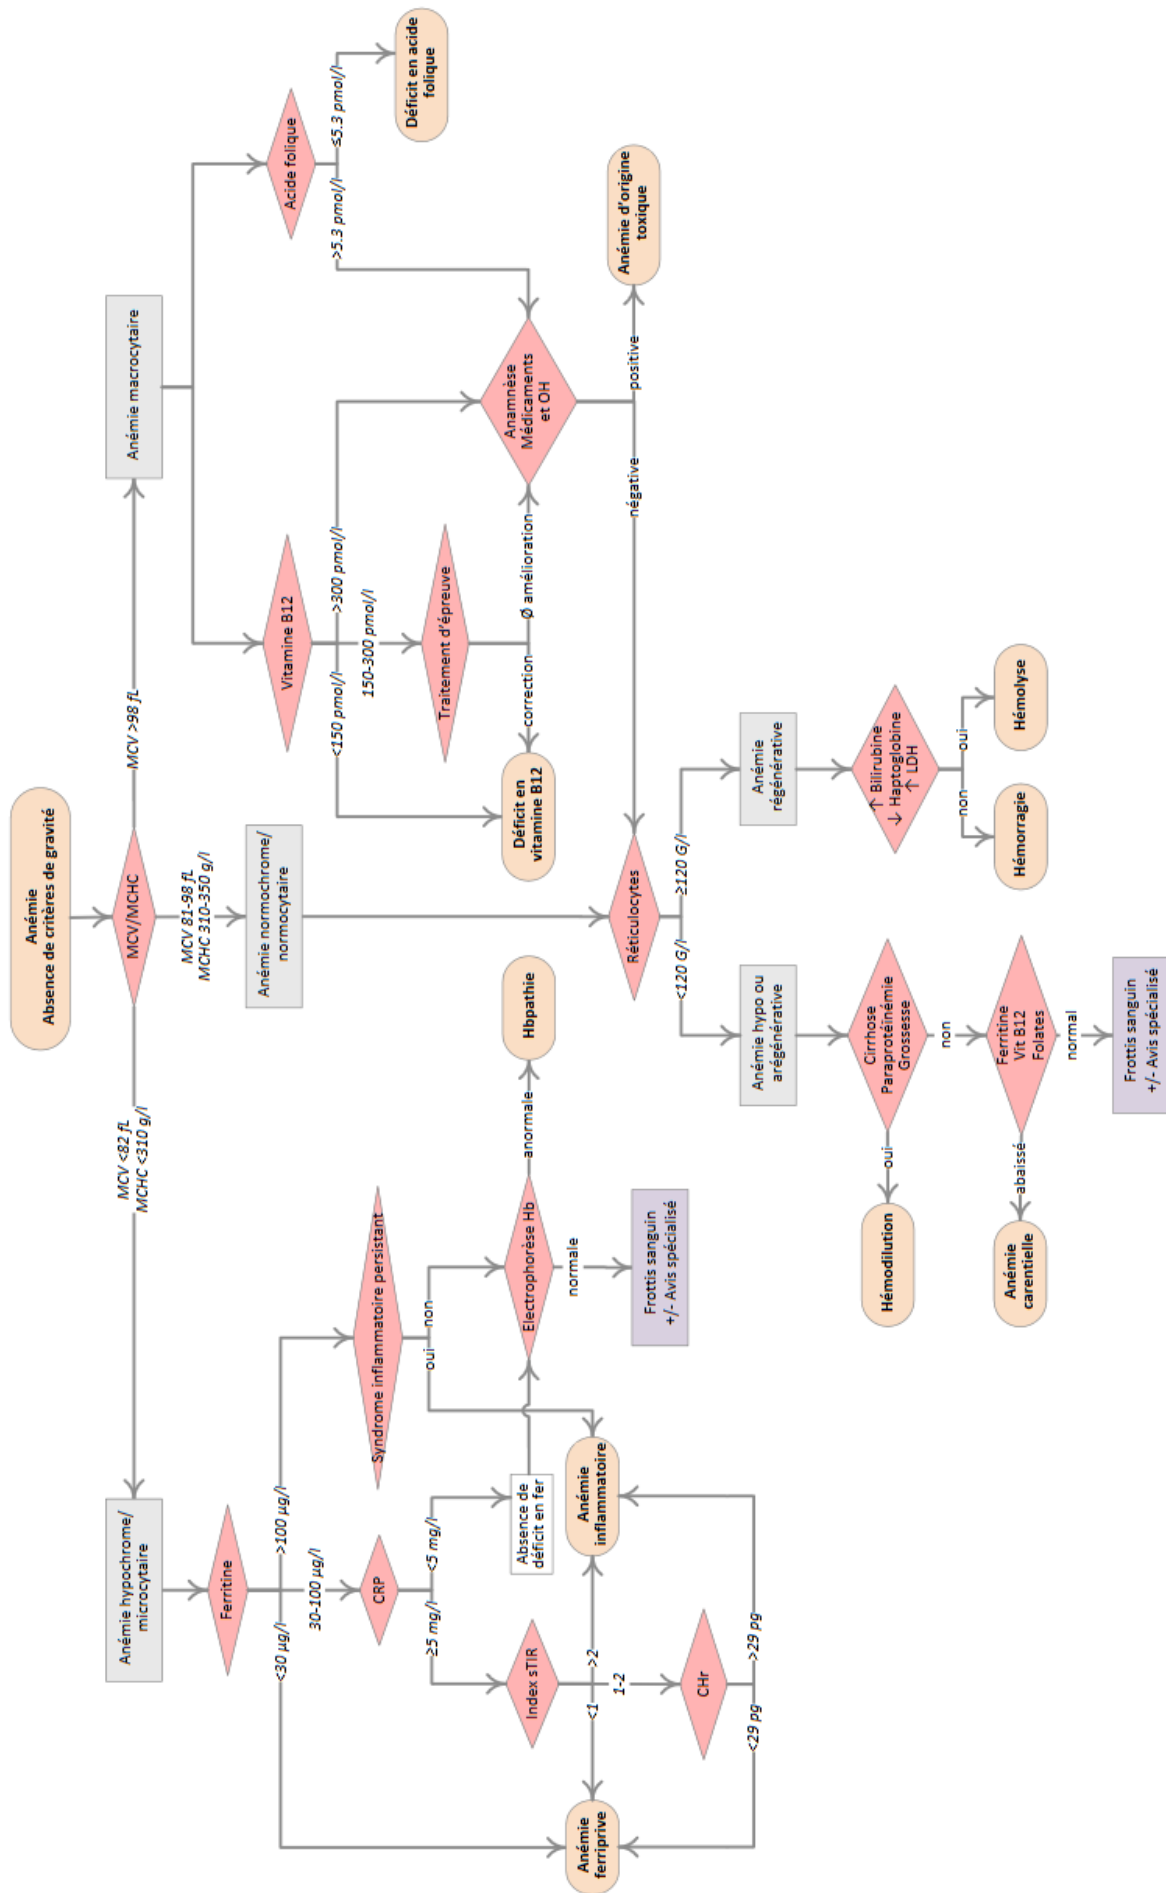 Anémie
Absence de critères de gravité
MCV/MCHC
MCV <82 fL
MCHC <310 g/l
MCV 81-98 fL
MCHC 310-350 g/l
MCV >98 fL
Anémie hypochrome/
microcytaire
Anémie normochrome/
normocytaire
Anémie macrocytaire
Ferritine
<30 µg/l
>100 µg/l
30-100 µg/l
Syndrome inflammatoire persistant
oui
non
CRP
≥5 mg/l
<5 mg/l
Absence de
déficit en fer
Electrophorèse Hb
anormale
Hbpathie
normale
Frottis sanguin
+/- Avis spécialisé
Index sTIR
<1
>2
1-2
Anémie
ferriprive
Anémie
inflammatoire
CHr
<29 pg
>29 pg
Vitamine B12
<150 pmol/l
>300 pmol/l
150-300 pmol/l
Traitement d'épreuve
correction
Ø amélioration
Déficit en
vitamine B12
Acide folique
>5.3 pmol/l
≤5.3 pmol/l
Déficit en acide
folique
Anamnèse
Médicaments
et OH
négative
positive
Anémie d'origine
toxique
Réticulocytes
<120 G/l
≥120 G/l
Anémie hypo ou
arégénérative
Anémie
régénérative
Cirrhose
Paraprotéinémie
Grossesse
oui
non
Hémodilution
Ferritine
Vit B12
Folates
abaissé
normal
Anémie
carentielle
Frottis sanguin
+/- Avis spécialisé
↑ Bilirubine
↓ Haptoglobine
↑ LDH
non
oui
Hémorragie
Hémolyse